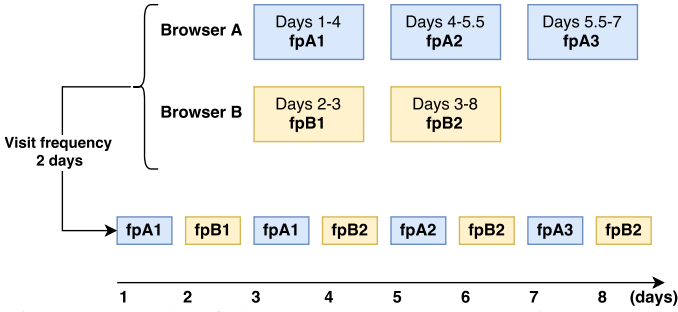 Browser A
Days 1-4
fpA1
Days 4-5.5
fpA2
Days 5.5-7
fpA3
Browser B
Days 2-3
fpB1
Days 3-8
fpB2
Visit frequency
2 days
fpA1 fpB1 fpA1 fpB2 fpA2 fpB2 fpA3 fpB2
1 2 3 4 5 6 7 8 (days)